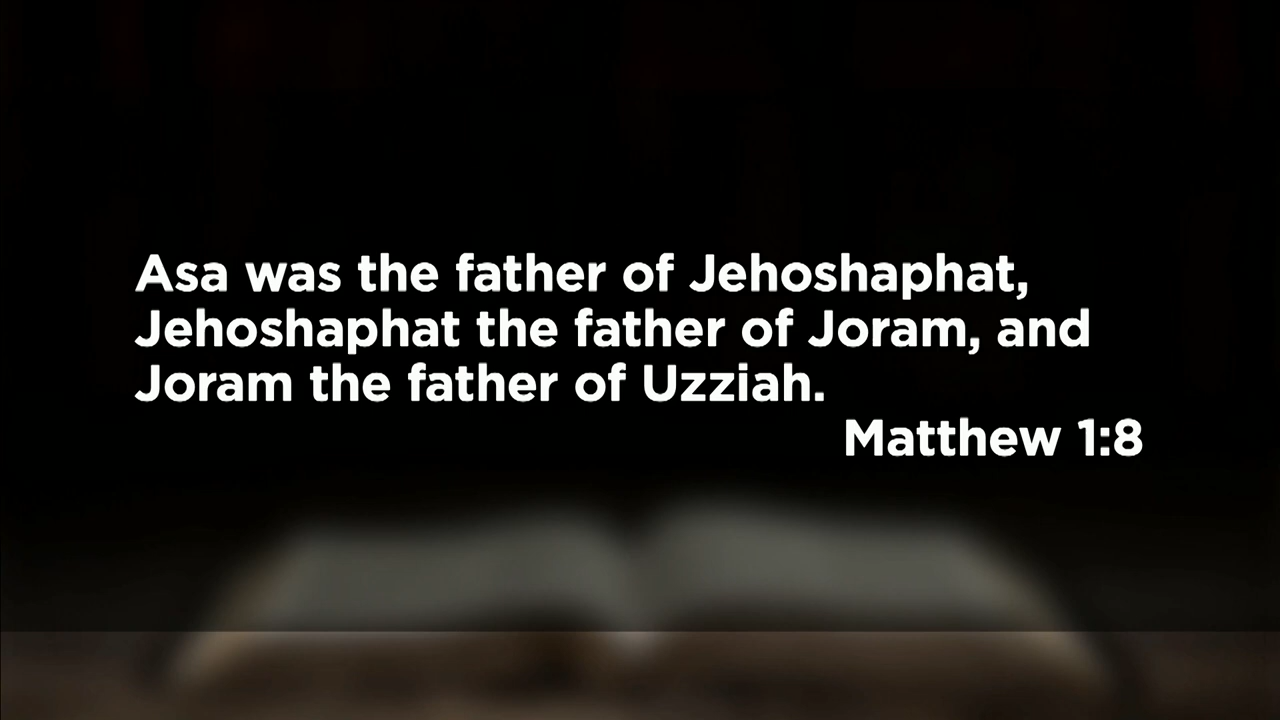 Asa was the father of Jehoshaphat,
Jehoshaphat the father of Joram, and
Joram the father of Uzziah.
Matthew 1:8